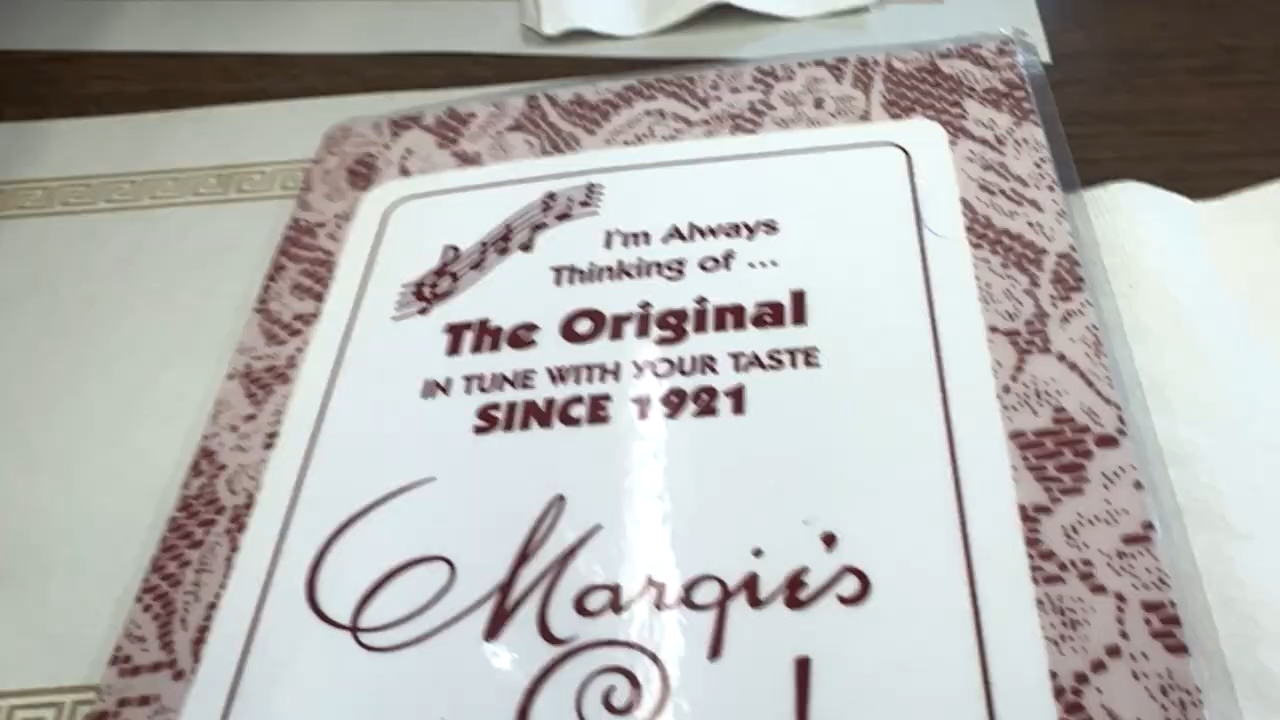 I'm Always
Thinking of ...
The Original
IN TUNE WITH YOUR TASTE
SINCE 1921
Margie's